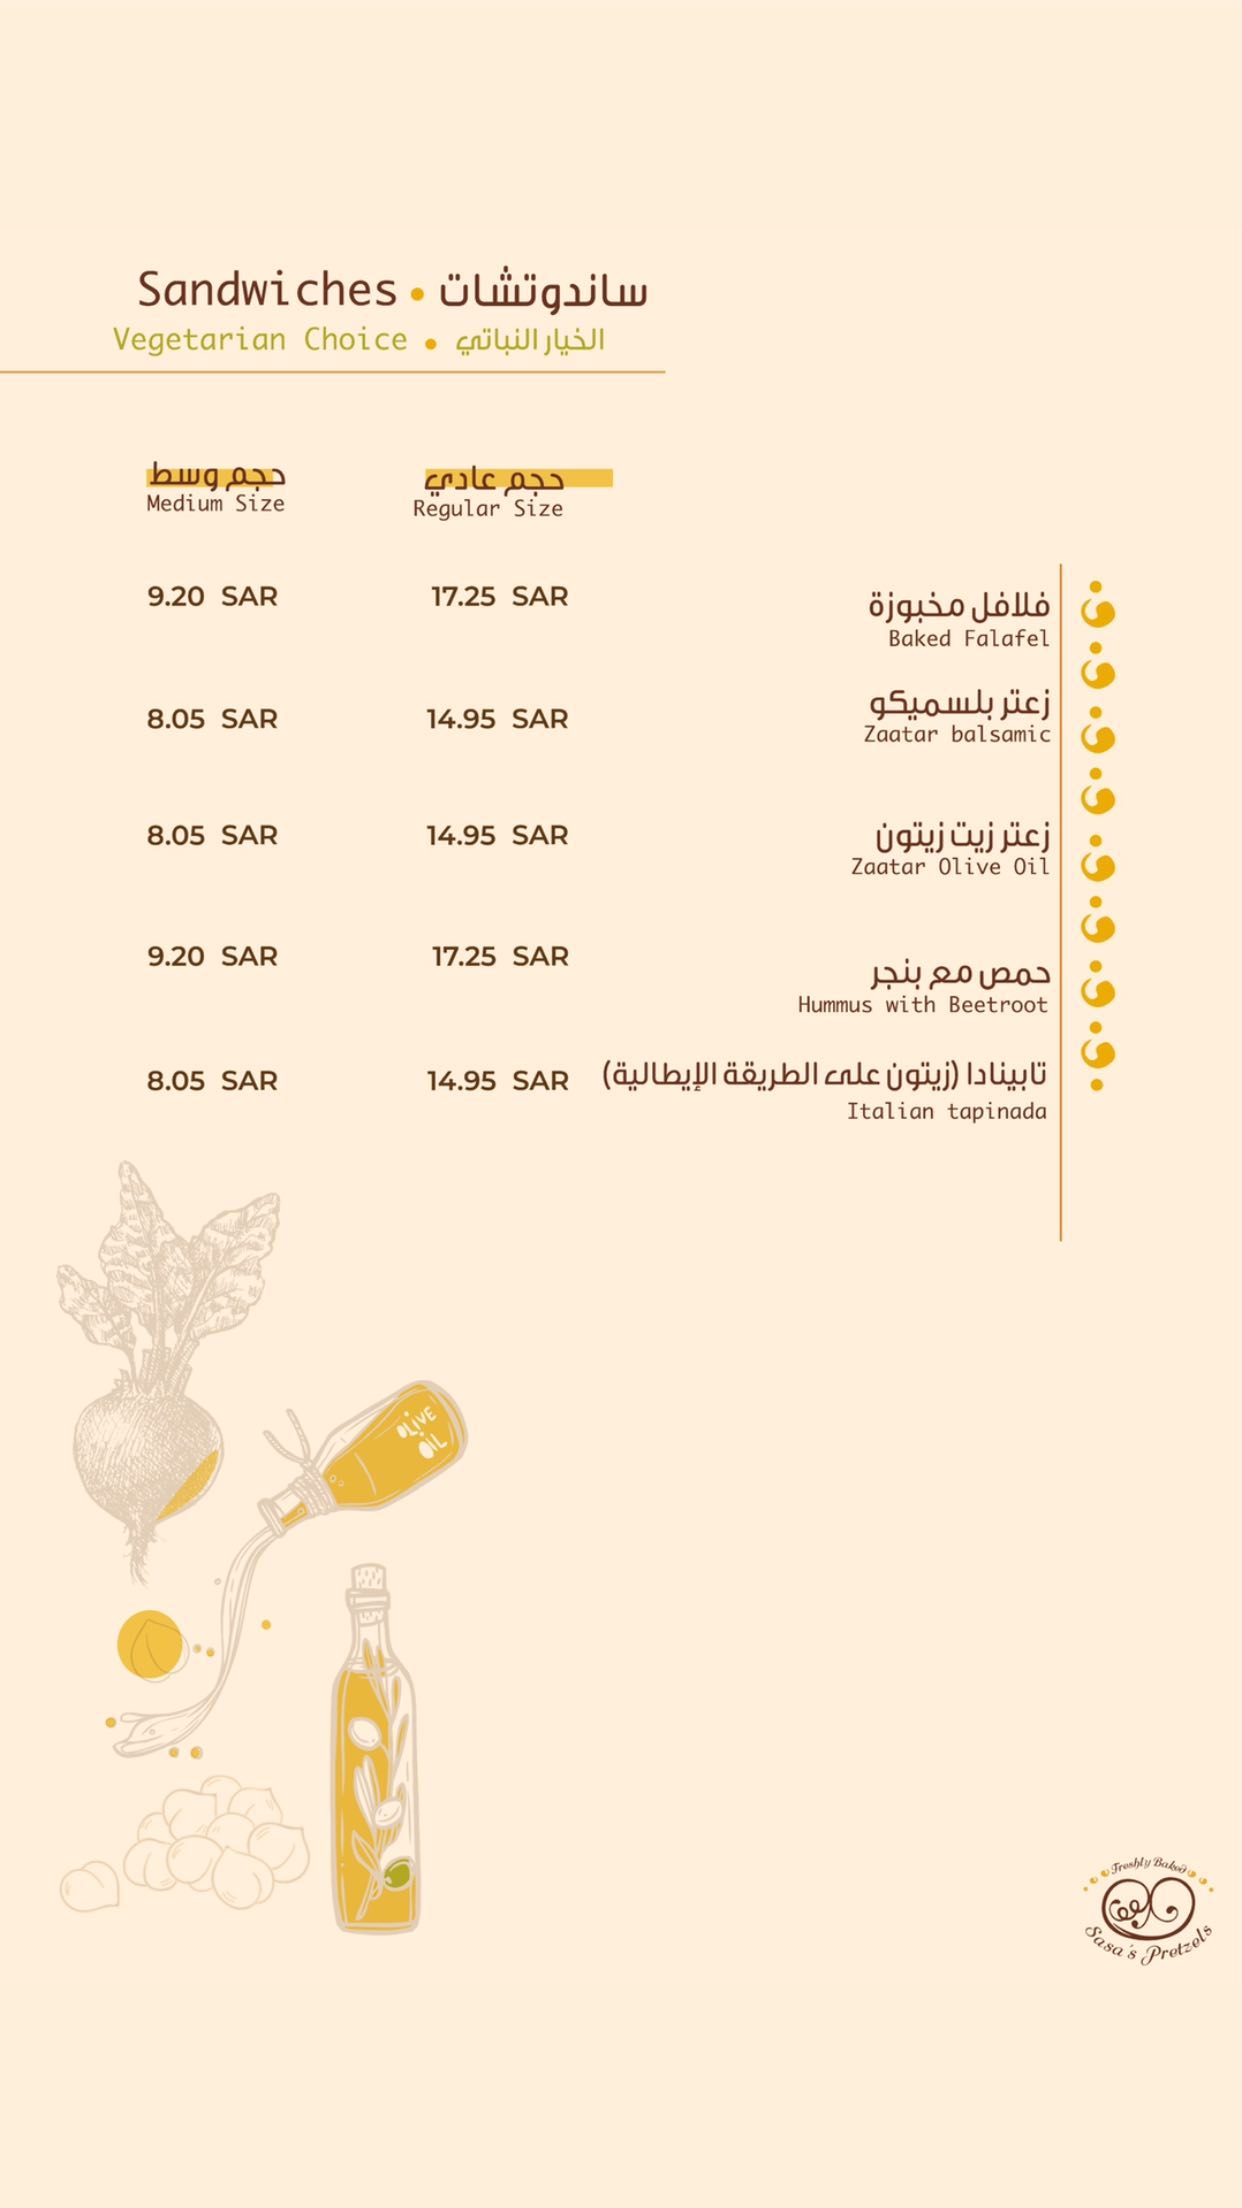 Sandwiches • ساندوتشات
Vegetarian Choice • الخيار النباتي
حجم وسط
Medium Size
حجم عادي
Regular Size
9.20 SAR 17.25 SAR فلافل مخبوزة
Baked Falafel
8.05 SAR 14.95 SAR زعتر بلسميكو
Zaatar balsamic
8.05 SAR 14.95 SAR زعتر زيت زيتون
Zaatar Olive Oil
9.20 SAR 17.25 SAR حمص مع بنجر
Hummus with Beetroot
8.05 SAR 14.95 SAR تابينادا (زيتون على الطريقة الإيطالية)
Italian tapinada
OLIVE
OIL
Freshly Baked
Sasa's Pretzels